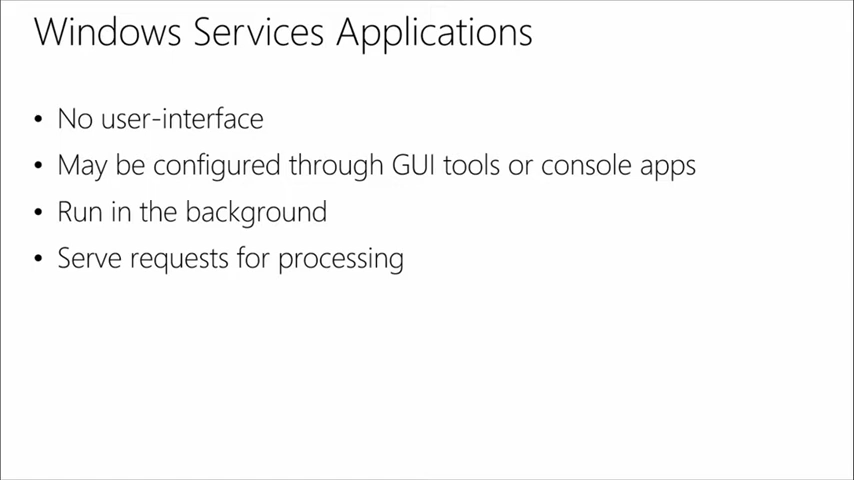 Windows Services Applications
• No user-interface
• May be configured through GUI tools or console apps
• Run in the background
• Serve requests for processing